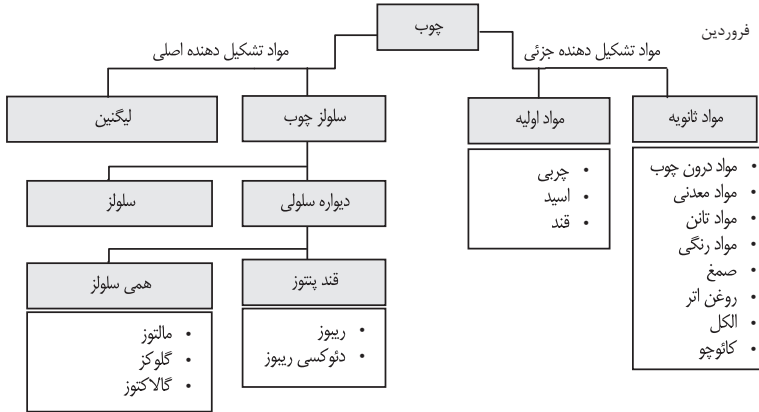 فروردین
چوب
مواد تشکیل دهنده جزئی
مواد تشکیل دهنده اصلی
مواد ثانویه
مواد اولیه
سلولز چوب
لیگنین
• مواد درون چوب
• مواد معدنی
• مواد تانن
• مواد رنگی
• صمغ
• روغن اتر
• الکل
• کائوچو
• چربی
• اسید
• قند
دیواره سلولی
سلولز
قند پنتوز
همی سلولز
• ریبوز
• دئوکسی ریبوز
• مالتوز
• گلوکز
• گالاکتوز